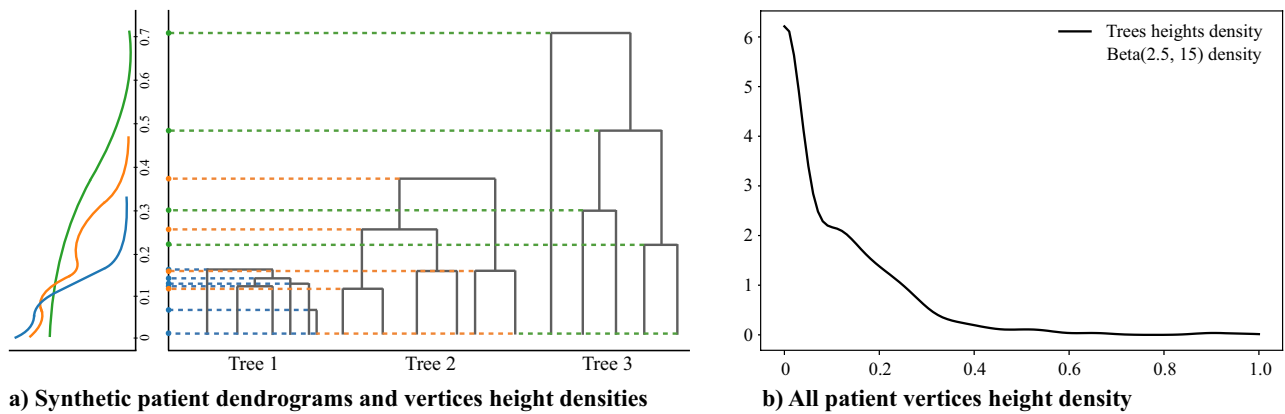 0.7
0.5
0.4
0.3
0.2
0.1
0
Tree 1 Tree 2 Tree 3
a) Synthetic patient dendrograms and vertices height densities
6
5
4
3
2
1
0
Trees heights density
Beta(2.5, 15) density
0 0.2 0.4 0.6 0.8 1.0
b) All patient vertices height density